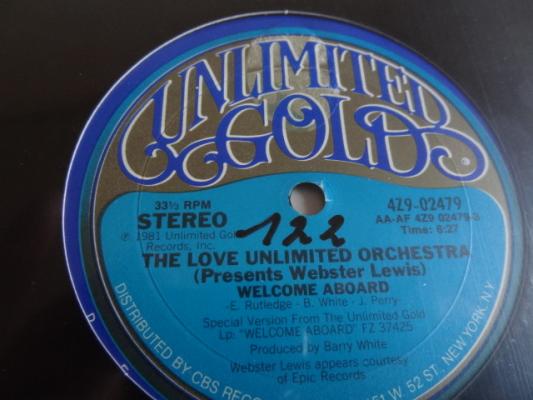 UNLIMITED
GOLD
33⅓ RPM
STEREO
4Z9-02479
AA-AF 4Z9 02479-3
Time: 6:27
℗ 1981 Unlimited Gold
Records, Inc.
122
THE LOVE UNLIMITED ORCHESTRA
(Presents Webster Lewis)
WELCOME ABOARD
-E. Rutledge - B. White - J. Perry-
Special Version From The Unlimited Gold
Lp: "WELCOME ABOARD" FZ 37425
Produced by Barry White
Webster Lewis appears courtesy
of Epic Records
DISTRIBUTED BY CBS RECO 51 W. 52 ST. NEW YORK, N.Y.